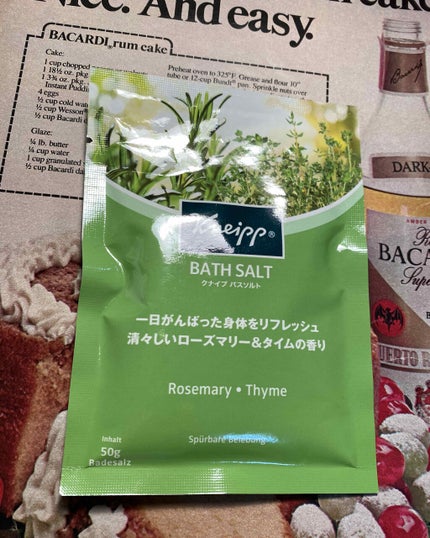 Nice. And easy.
BACARDI® rum cake
Cake:
1 cup chopped
1 18½ oz. pkg
1 3¾ oz. pkg
Instant Puddi
4 eggs
½ cup cold wat
½ cup Wesson®
½ cup Bacardi
Glaze:
¼ lb. butter
¼ cup water
1 cup granulated
½ cup Bacardi da
Preheat oven to 325°F. Grease and flour 10"
tube or 12-cup Bundt® pan. Sprinkle nuts over
DARK
AMBER
BACA
PUERTO RI
Kneipp®
BATH SALT
クナイプ バスソルト
一日がんばった身体をリフレッシュ
清々しいローズマリー&タイムの香り
Rosemary • Thyme
Inhalt
50g
Badesalz
Spürbare Belebung